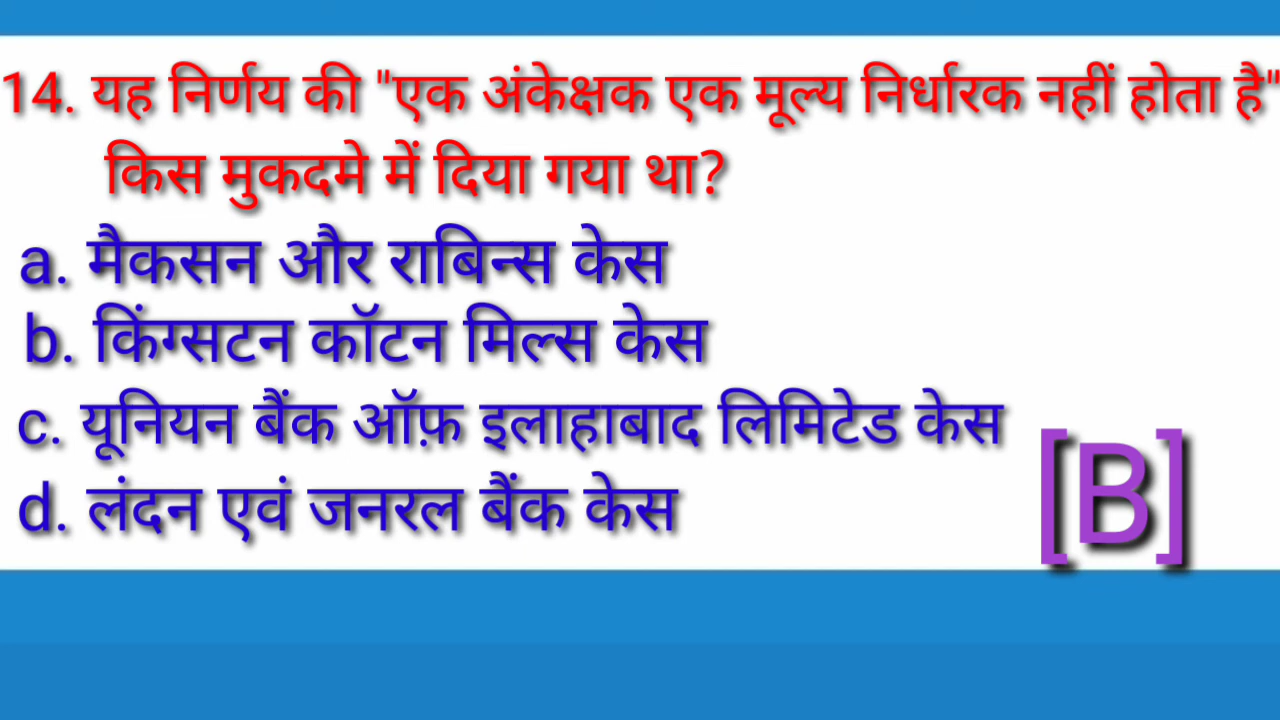 14. यह निर्णय की "एक अंकेक्षक एक मूल्य निर्धारक नहीं होता है"
किस मुकदमे में दिया गया था?
a. मैकसन और राबिन्स केस
b. किंग्सटन कॉटन मिल्स केस
c. यूनियन बैंक ऑफ़ इलाहाबाद लिमिटेड केस
d. लंदन एवं जनरल बैंक केस
[B]